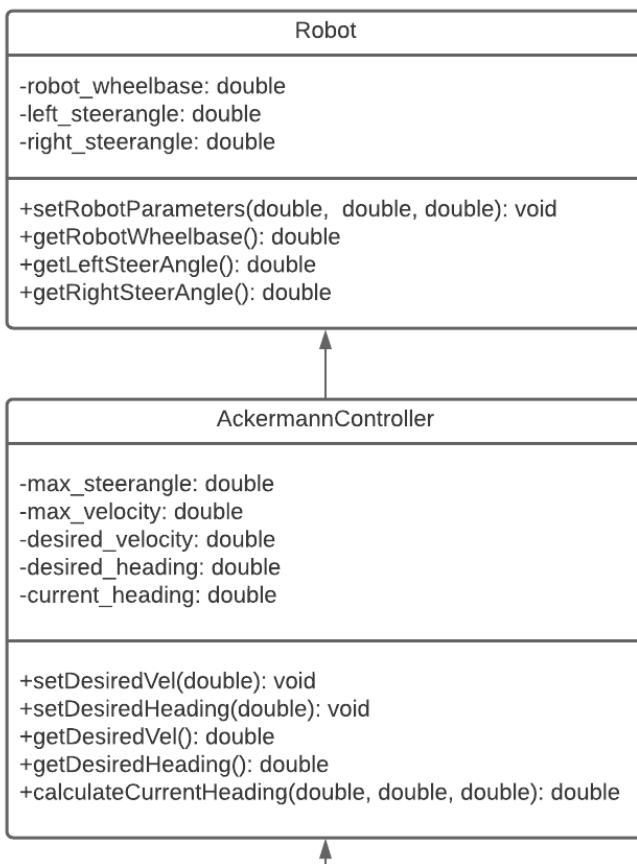 Robot
-robot_wheelbase: double
-left_steerangle: double
-right_steerangle: double
+setRobotParameters(double,  double, double): void
+getRobotWheelbase(): double
+getLeftSteerAngle(): double
+getRightSteerAngle(): double
AckermannController
-max_steerangle: double
-max_velocity: double
-desired_velocity: double
-desired_heading: double
-current_heading: double
+setDesiredVel(double): void
+setDesiredHeading(double): void
+getDesiredVel(): double
+getDesiredHeading(): double
+calculateCurrentHeading(double, double, double): double